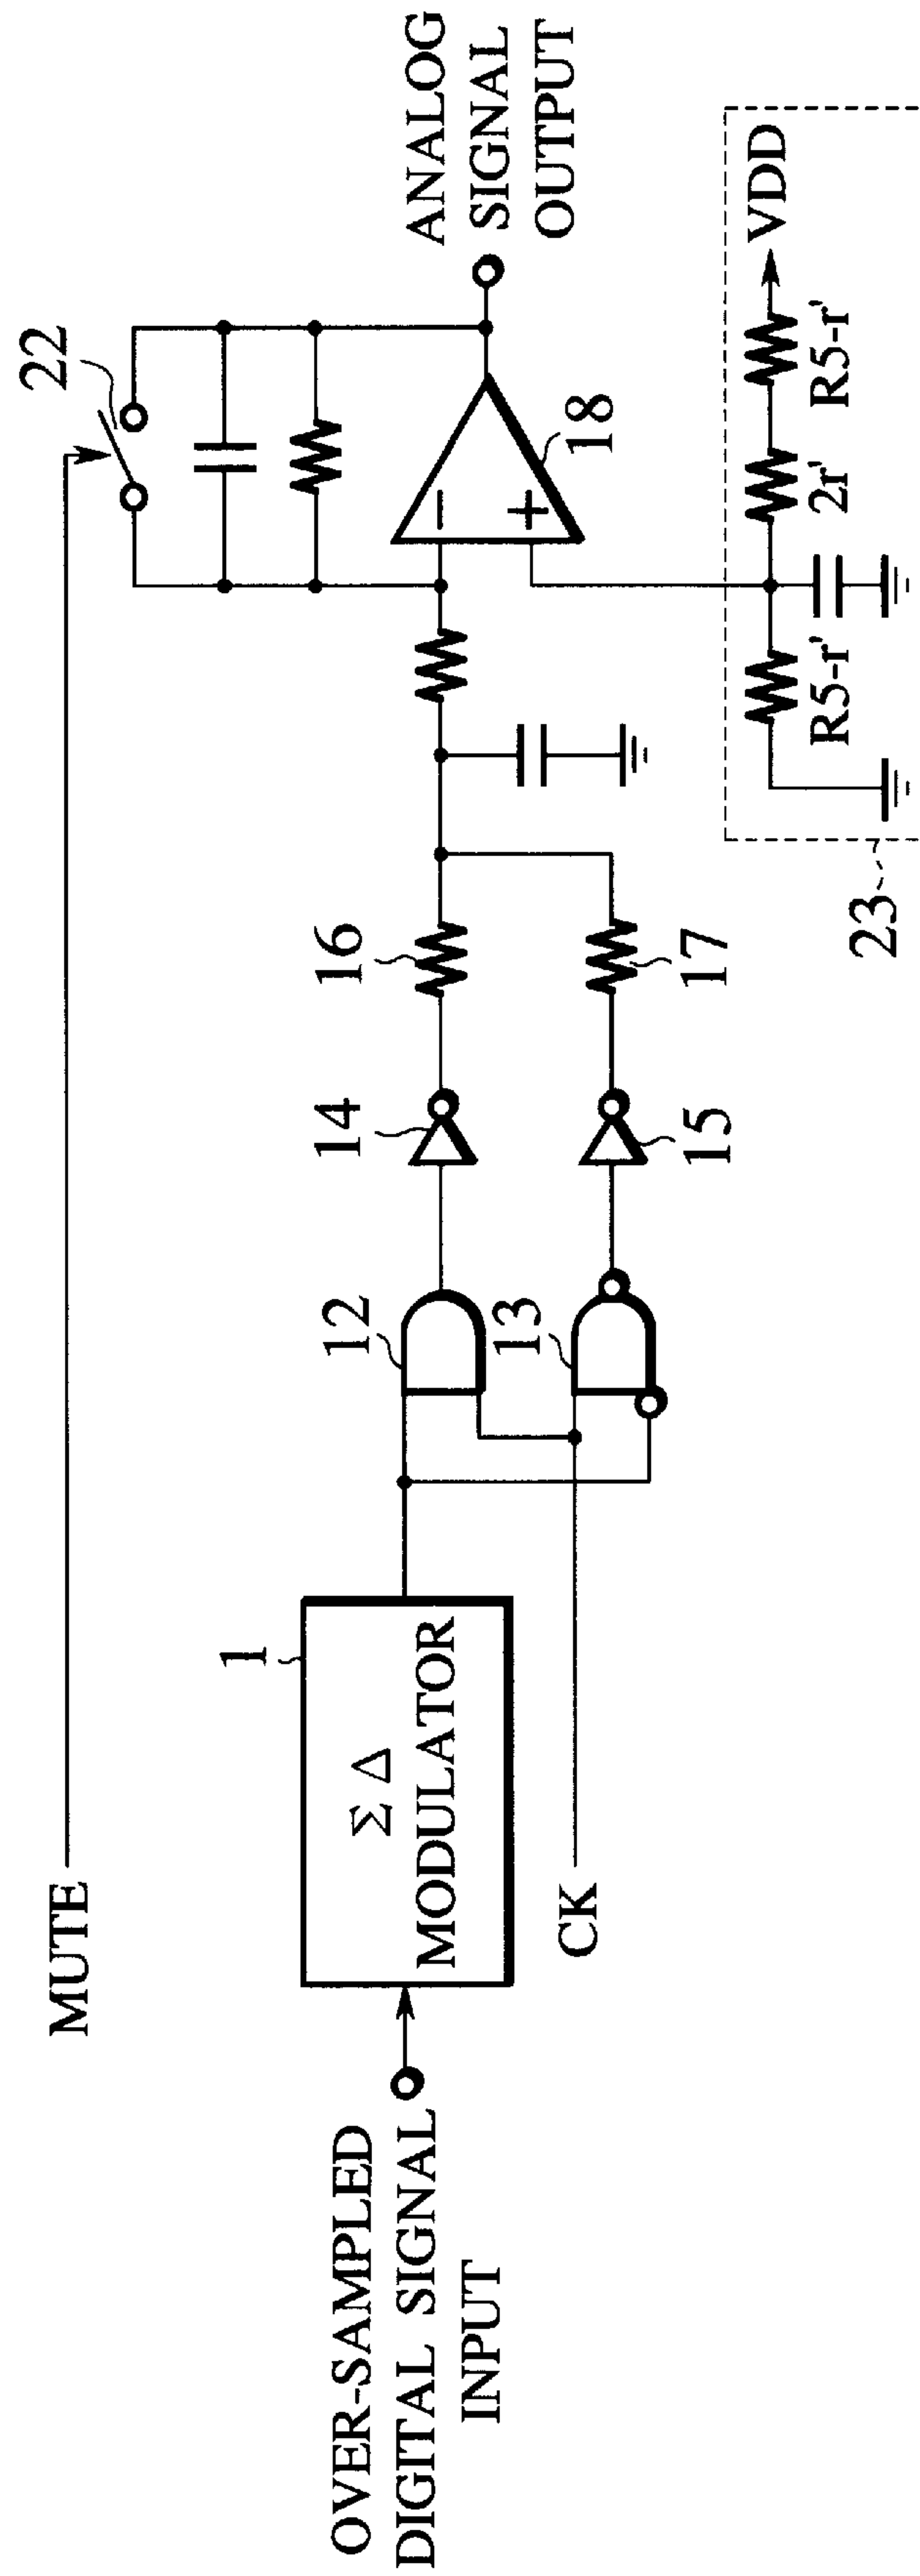 MUTE
22
OVER-SAMPLED
DIGITAL SIGNAL
INPUT
1
Σ Δ
MODULATOR
CK
12
13
14
15
16
17
18
ANALOG
SIGNAL
OUTPUT
23
R5-r'
2r'
R5-r'
VDD